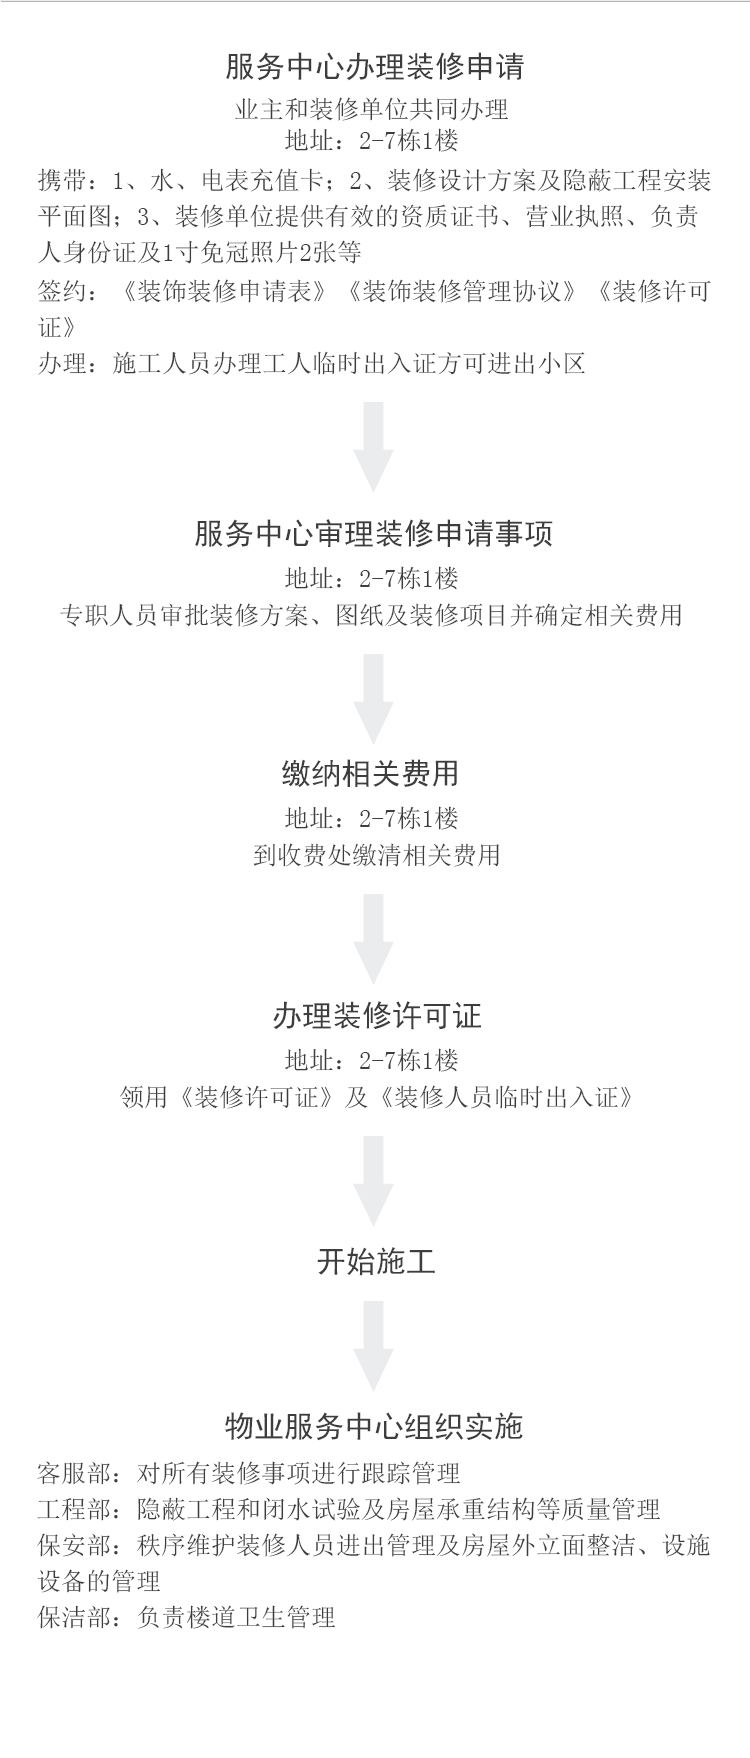 服务中心办理装修申请
业主和装修单位共同办理
地址：2-7栋1楼
携带：1、水、电表充值卡；2、装修设计方案及隐蔽工程安装
平面图；3、装修单位提供有效的资质证书、营业执照、负责
人身份证及1寸免冠照片2张等
签约：《装饰装修申请表》《装饰装修管理协议》《装修许可
证》
办理：施工人员办理工人临时出入证方可进出小区
服务中心审理装修申请事项
地址：2-7栋1楼
专职人员审批装修方案、图纸及装修项目并确定相关费用
缴纳相关费用
地址：2-7栋1楼
到收费处缴清相关费用
办理装修许可证
地址：2-7栋1楼
领用《装修许可证》及《装修人员临时出入证》
开始施工
物业服务中心组织实施
客服部：对所有装修事项进行跟踪管理
工程部：隐蔽工程和闭水试验及房屋承重结构等质量管理
保安部：秩序维护装修人员进出管理及房屋外立面整洁、设施
设备的管理
保洁部：负责楼道卫生管理